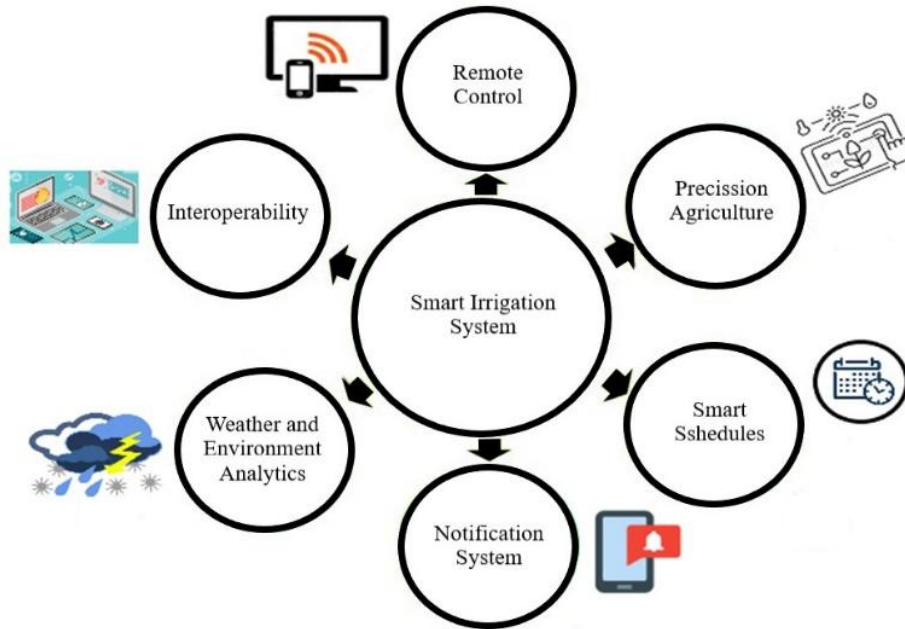 Remote
Control
Precission
Agriculture
Interoperability
Smart Irrigation
System
Smart
Sshedules
Weather and
Environment
Analytics
Notification
System